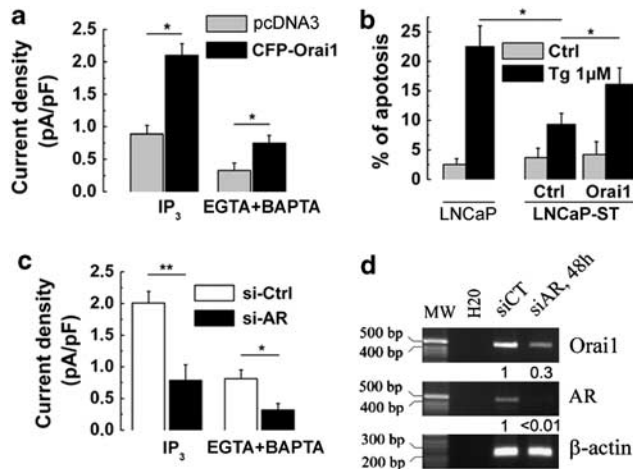 a
pcDNA3
CFP-Orai1
Current density
(pA/pF)
2.5
2.0
1.5
1.0
0.5
0.0
*
*
IP3
EGTA+BAPTA
b
Ctrl
Tg 1µM
% of apotosis
25
20
15
10
5
0
*
*
Ctrl
Orai1
LNCaP
LNCaP-ST
c
si-Ctrl
si-AR
Current density
(pA/pF)
2.5
2.0
1.5
1.0
0.5
0.0
**
*
IP3
EGTA+BAPTA
d
MW
H20
siCT
siAR, 48h
500 bp
400 bp
Orai1
1 0.3
500 bp
400 bp
AR
1 <0.01
300 bp
200 bp
β-actin